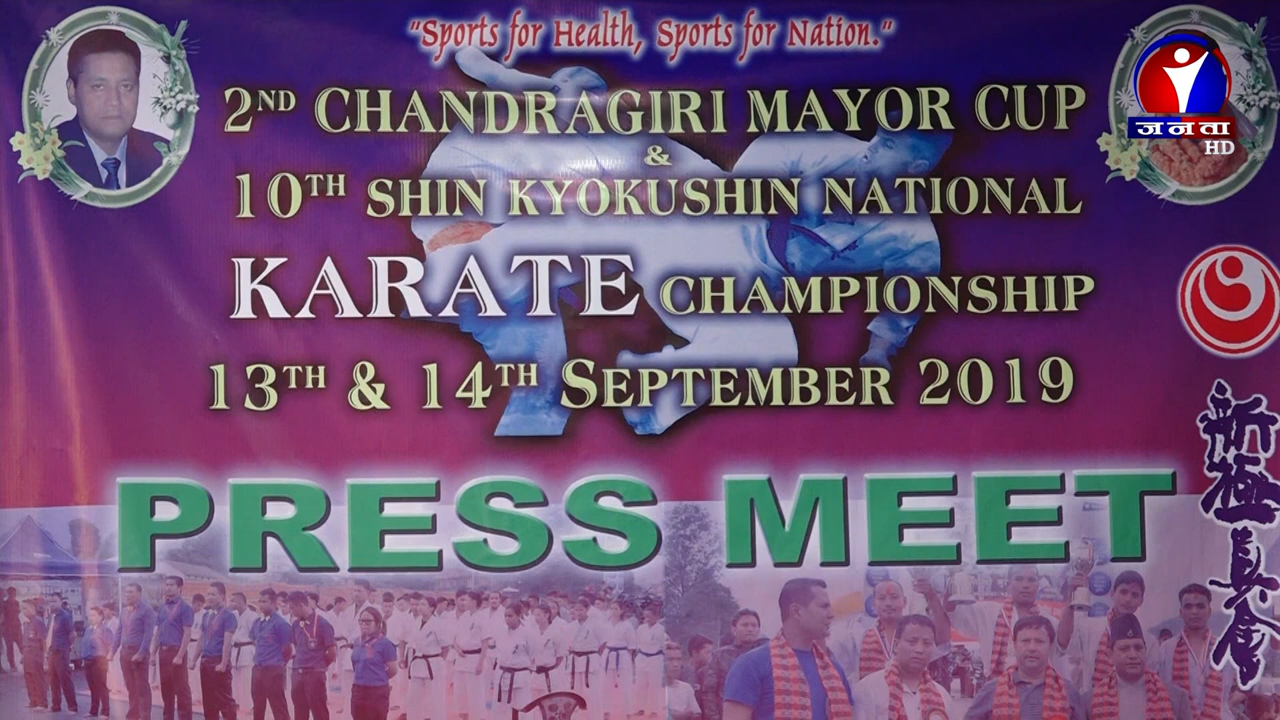 "Sports for Health, Sports for Nation."
2ND CHANDRAGIRI MAYOR CUP
&
10TH SHIN KYOKUSHIN NATIONAL
KARATE CHAMPIONSHIP
13TH & 14TH SEPTEMBER 2019
PRESS MEET
जनता
HD
新極真会